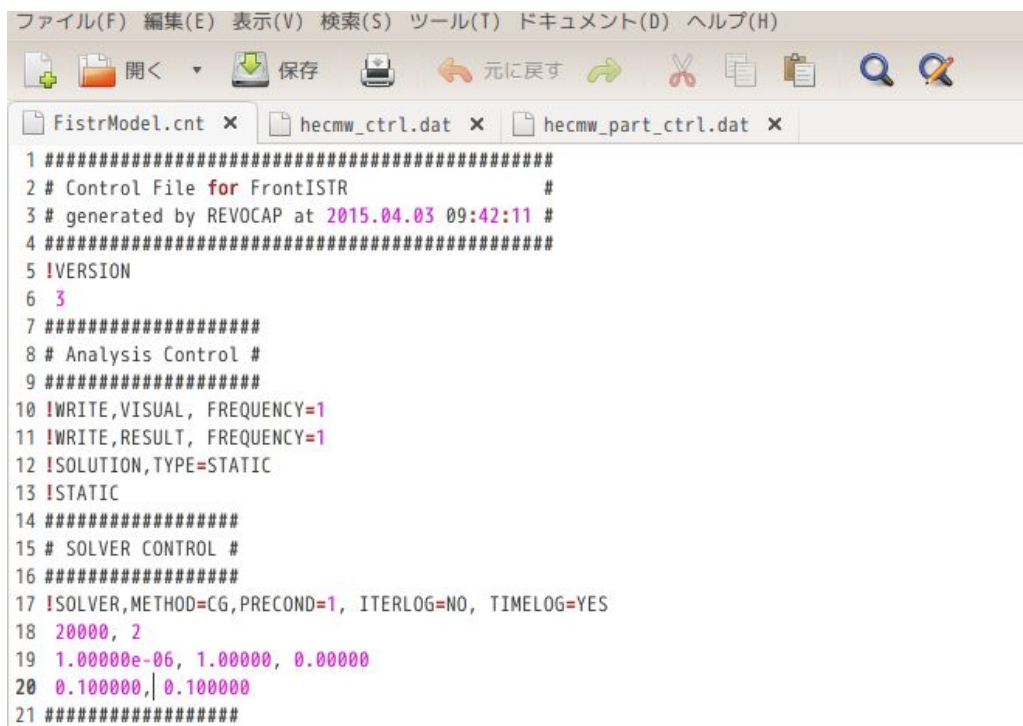 ファイル(F) 編集(E) 表示(V) 検索(S) ツール(T) ドキュメント(D) ヘルプ(H)
開く 保存 元に戻す
FistrModel.cnt × hecmw_ctrl.dat × hecmw_part_ctrl.dat ×
1 ###############################################
2 # Control File for FrontISTR #
3 # generated by REVOCAP at 2015.04.03 09:42:11 #
4 ###############################################
5 !VERSION
6 3
7 ####################
8 # Analysis Control #
9 ####################
10 !WRITE,VISUAL, FREQUENCY=1
11 !WRITE,RESULT, FREQUENCY=1
12 !SOLUTION,TYPE=STATIC
13 !STATIC
14 ##################
15 # SOLVER CONTROL #
16 ##################
17 !SOLVER,METHOD=CG,PRECOND=1, ITERLOG=NO, TIMELOG=YES
18 20000, 2
19 1.00000e-06, 1.00000, 0.00000
20 0.100000, 0.100000
21 ##################